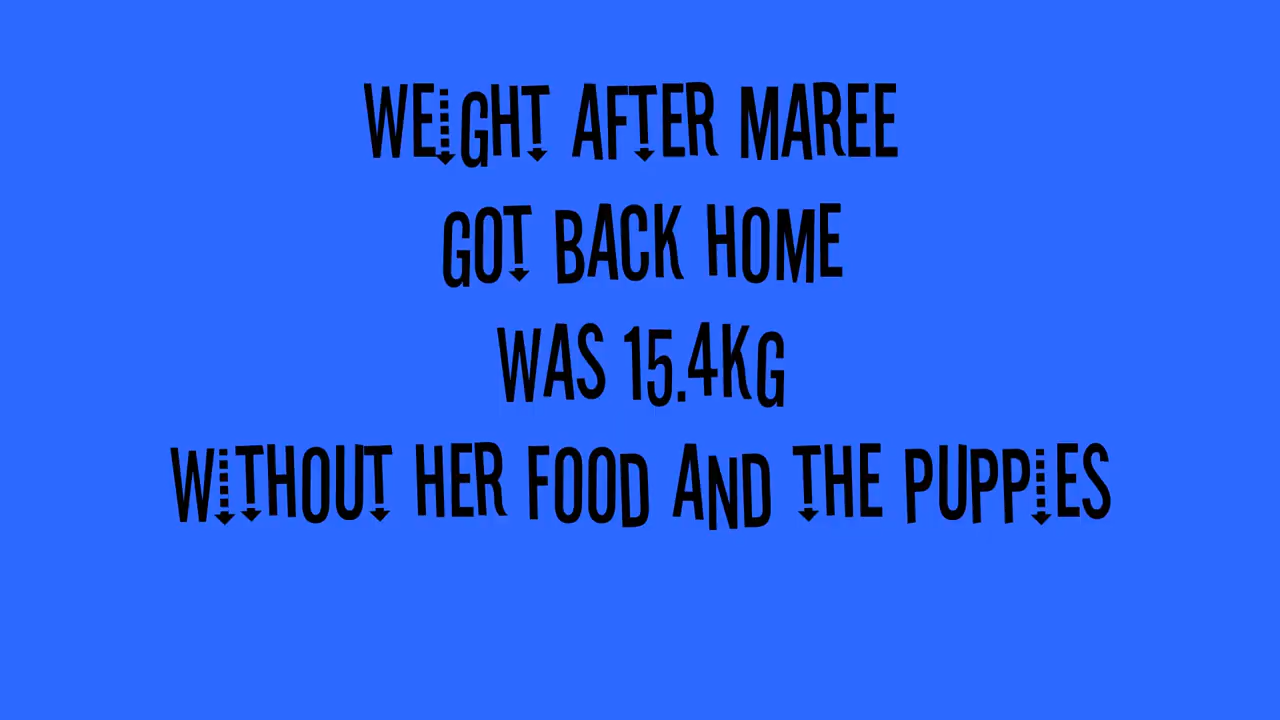 WEIGHT AFTER MAREE
GOT BACK HOME
WAS 15.4KG
WITHOUT HER FOOD AND THE PUPPIES